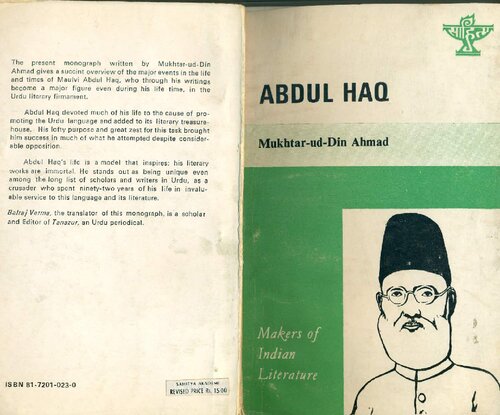 The present monograph written by Mukhtar-ud-Din
Ahmad gives a succint overview of the major events in the life
and times of Maulvi Abdul Haq, who through his writings
become a major figure even during his life time, in the
Urdu literary firmament.
Abdul Haq devoted much of his life to the cause of pro-
moting the Urdu language and added to its literary treasure-
house. His lofty purpose and great zest for this task brought
him success in much of what he attempted despite consider-
able opposition.
Abdul Haq's life is a model that inspires; his literary
works are immortal. He stands out as being unique even
among the long list of scholars and writers in Urdu, as a
crusader who spent ninety-two years of his life in invalu-
able service to this language and its literature.
Balraj Verma, the translator of this monograph, is a scholar
and Editor of Tanazur, an Urdu periodical.
ISBN 81-7201-023-0
SAHITYA AKADEMI
REVISED PRICE Rs. 15.00
साहित्य
ABDUL HAQ
Mukhtar-ud-Din Ahmad
Makers of
Indian
Literature